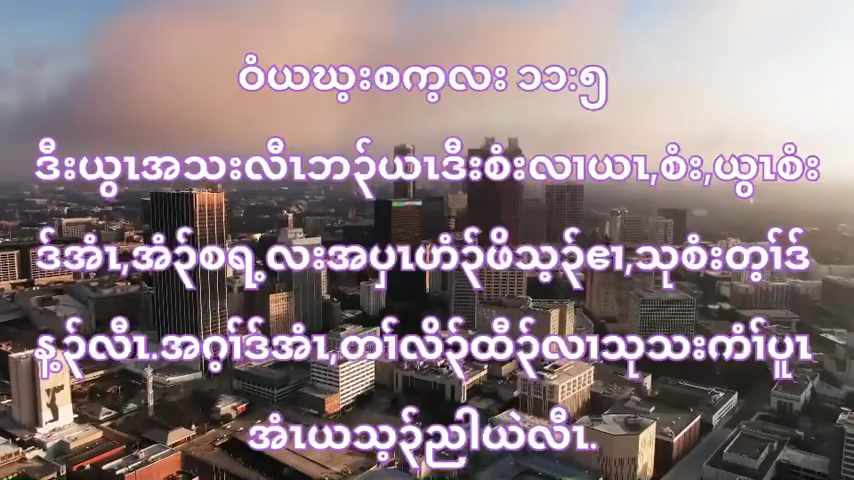 ဝံယဃ့းစက့လး ၁၁:၅
ဒီးယွၤအသးလီၤဘၣ်ယၤဒီးစံးလၢယၤ,စံး,ယွၤစံး
ဒ်အံၤ,အံၣ်စရ့လးအပှၤဟံၣ်ဖိသ့ၣ်ဧၢ,သုစံးတ့ၢ်ဒ်
န့ၣ်လီၤ.အဂ့ၢ်ဒ်အံၤ,တၢ်လိၣ်ထီၣ်လၢသုသးကံၢ်ပူၤ
အံၤယသ့ၣ်ညါယဲလီၤ.